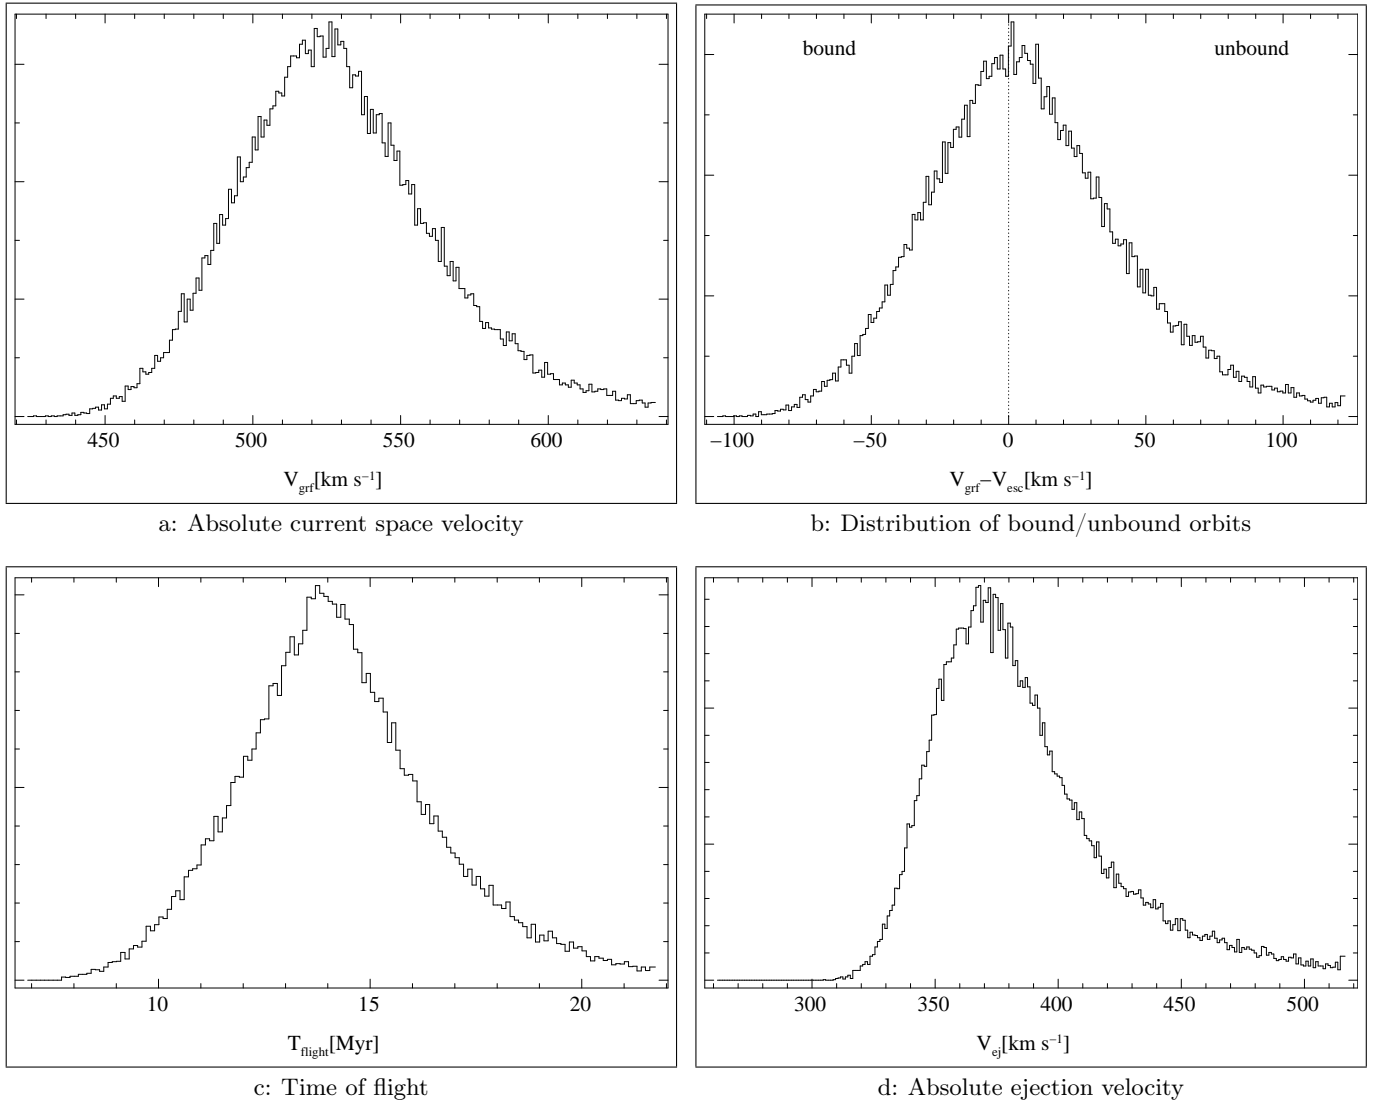 bound unbound
450 500 550 600
−100 −50 0 50 100
V_grf[km s⁻¹]
V_grf−V_esc[km s⁻¹]
a: Absolute current space velocity
b: Distribution of bound/unbound orbits
10 15 20
300 350 400 450 500
T_flight[Myr]
V_ej[km s⁻¹]
c: Time of flight
d: Absolute ejection velocity